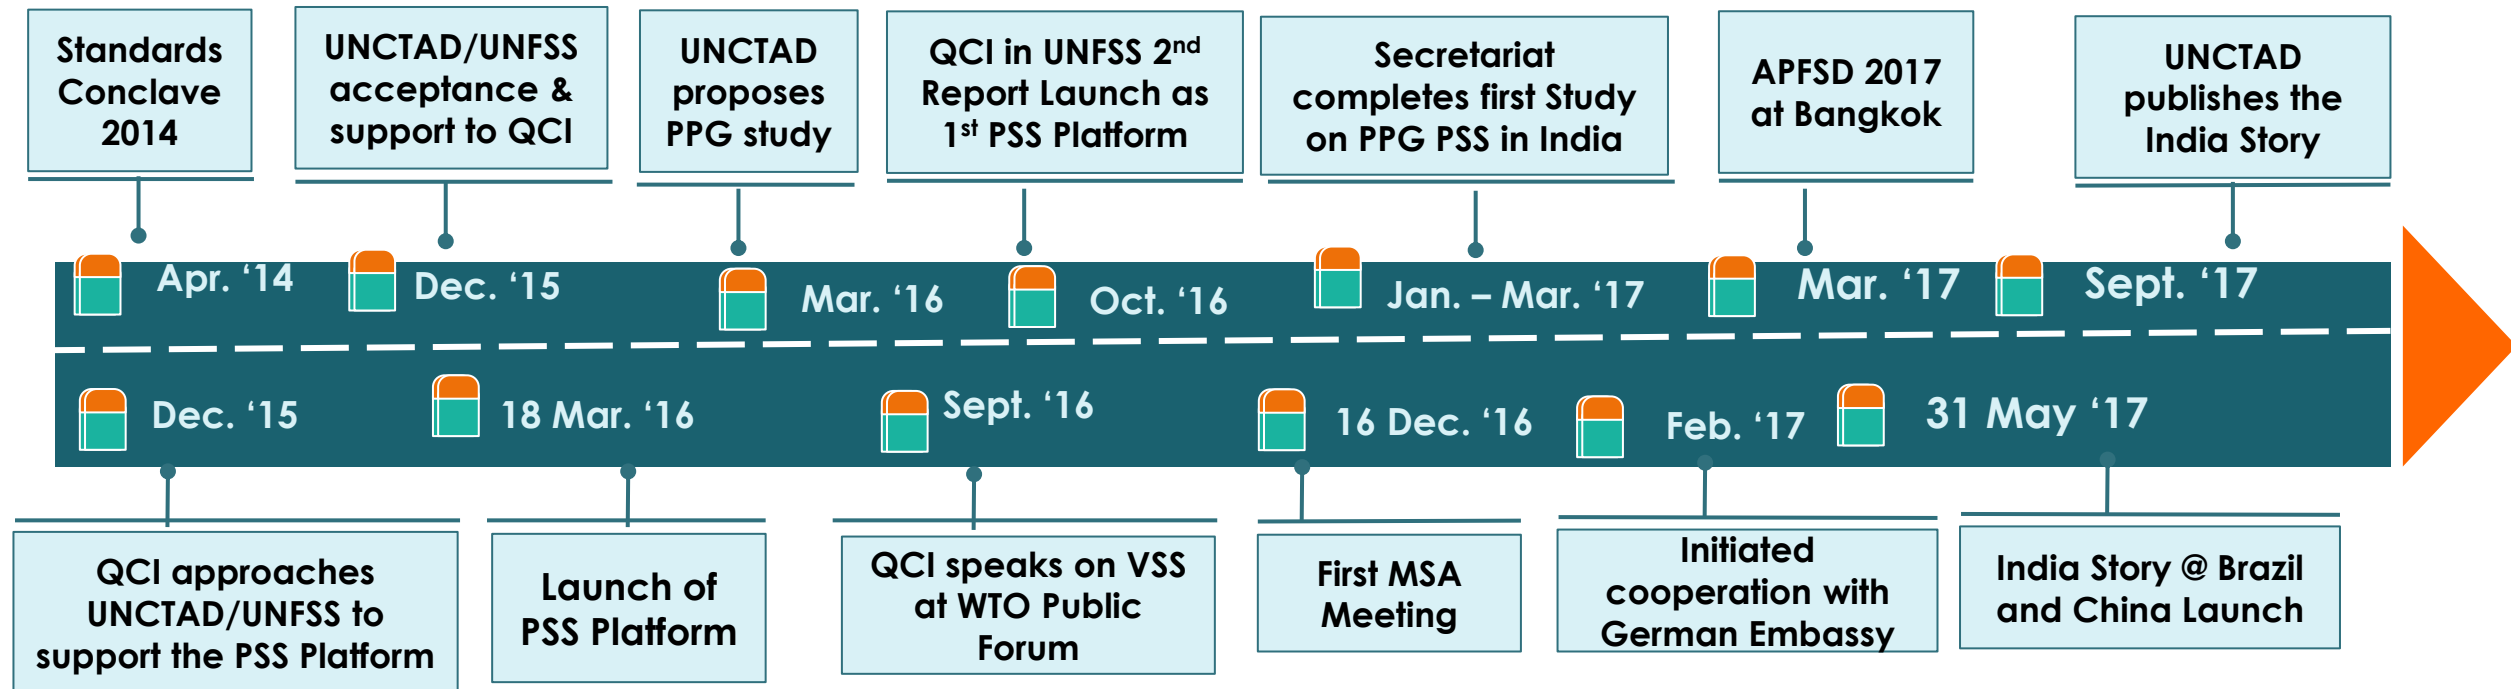 Standards
Conclave
2014
UNCTAD/UNFSS
acceptance &
support to QCI
UNCTAD
proposes
PPG study
QCI in UNFSS 2nd
Report Launch as
1st PSS Platform
Secretariat
completes first Study
on PPG PSS in India
APFSD 2017
at Bangkok
UNCTAD
publishes the
India Story
Apr. ‘14
Dec. ‘15
Mar. ‘16
Oct. ‘16
Jan. – Mar. ‘17
Mar. ‘17
Sept. ‘17
Dec. ‘15
18 Mar. ‘16
Sept. ‘16
16 Dec. ‘16
Feb. ‘17
31 May ‘17
QCI approaches
UNCTAD/UNFSS to
support the PSS Platform
Launch of
PSS Platform
QCI speaks on VSS
at WTO Public
Forum
First MSA
Meeting
Initiated
cooperation with
German Embassy
India Story @ Brazil
and China Launch